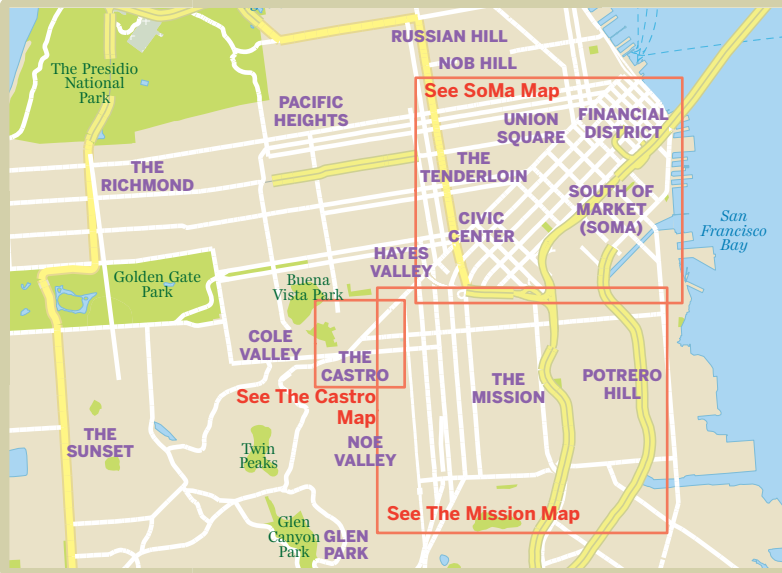 RUSSIAN HILL
NOB HILL
The Presidio
National
Park
See SoMa Map
PACIFIC
HEIGHTS
UNION
SQUARE
FINANCIAL
DISTRICT
THE
TENDERLOIN
THE
RICHMOND
SOUTH OF
MARKET
(SOMA)
CIVIC
CENTER
San
Francisco
Bay
HAYES
VALLEY
Golden Gate
Park
Buena
Vista Park
COLE
VALLEY
THE
CASTRO
THE
MISSION
POTRERO
HILL
See The Castro
Map
THE
SUNSET
Twin
Peaks
NOE
VALLEY
See The Mission Map
Glen
Canyon
Park
GLEN
PARK